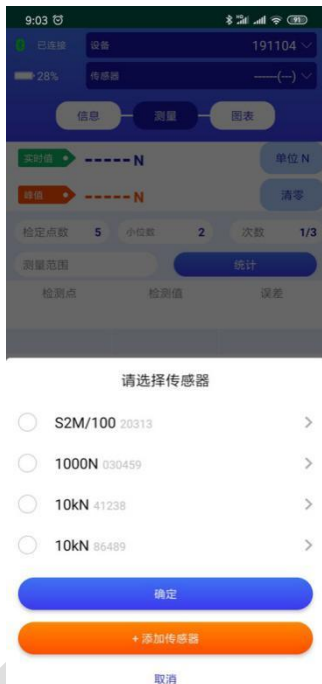 9:03 91
已连接 设备 191104
28% 传感器 ----(--)
信息 测量 图表
实时值 ----- N 单位 N
峰值 ----- N 清零
检定点数 5 小位数 2 次数 1/3
测量范围 统计
检测点 检测值 误差
请选择传感器
S2M/100 20313
1000N 030459
10kN 41238
10kN 86489
确定
+ 添加传感器
取消